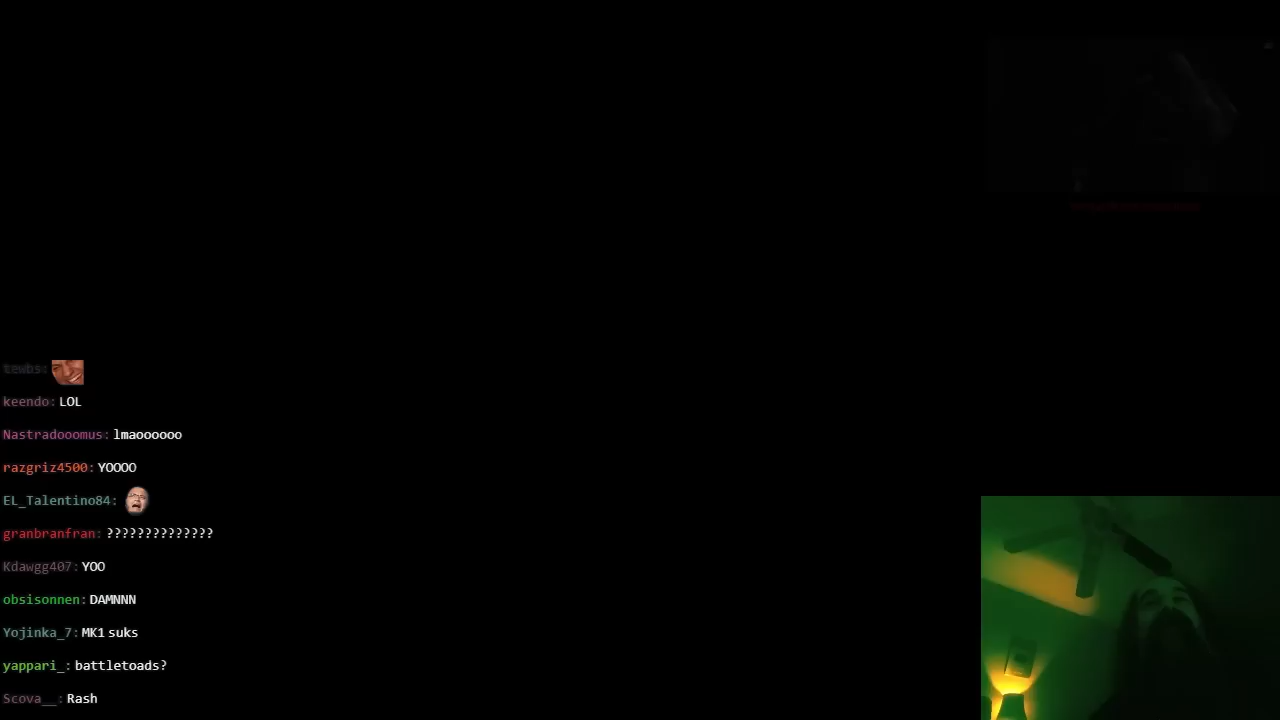 tewbs:
keendo: LOL
Nastradooomus: lmaoooooo
razgriz4500: YOOOO
EL_Talentino84:
granbranfran: ??????????????
Kdawgg407: YOO
obsisonnen: DAMNNN
Yojinka_7: MK1 suks
yappari_: battletoads?
Scova__: Rash